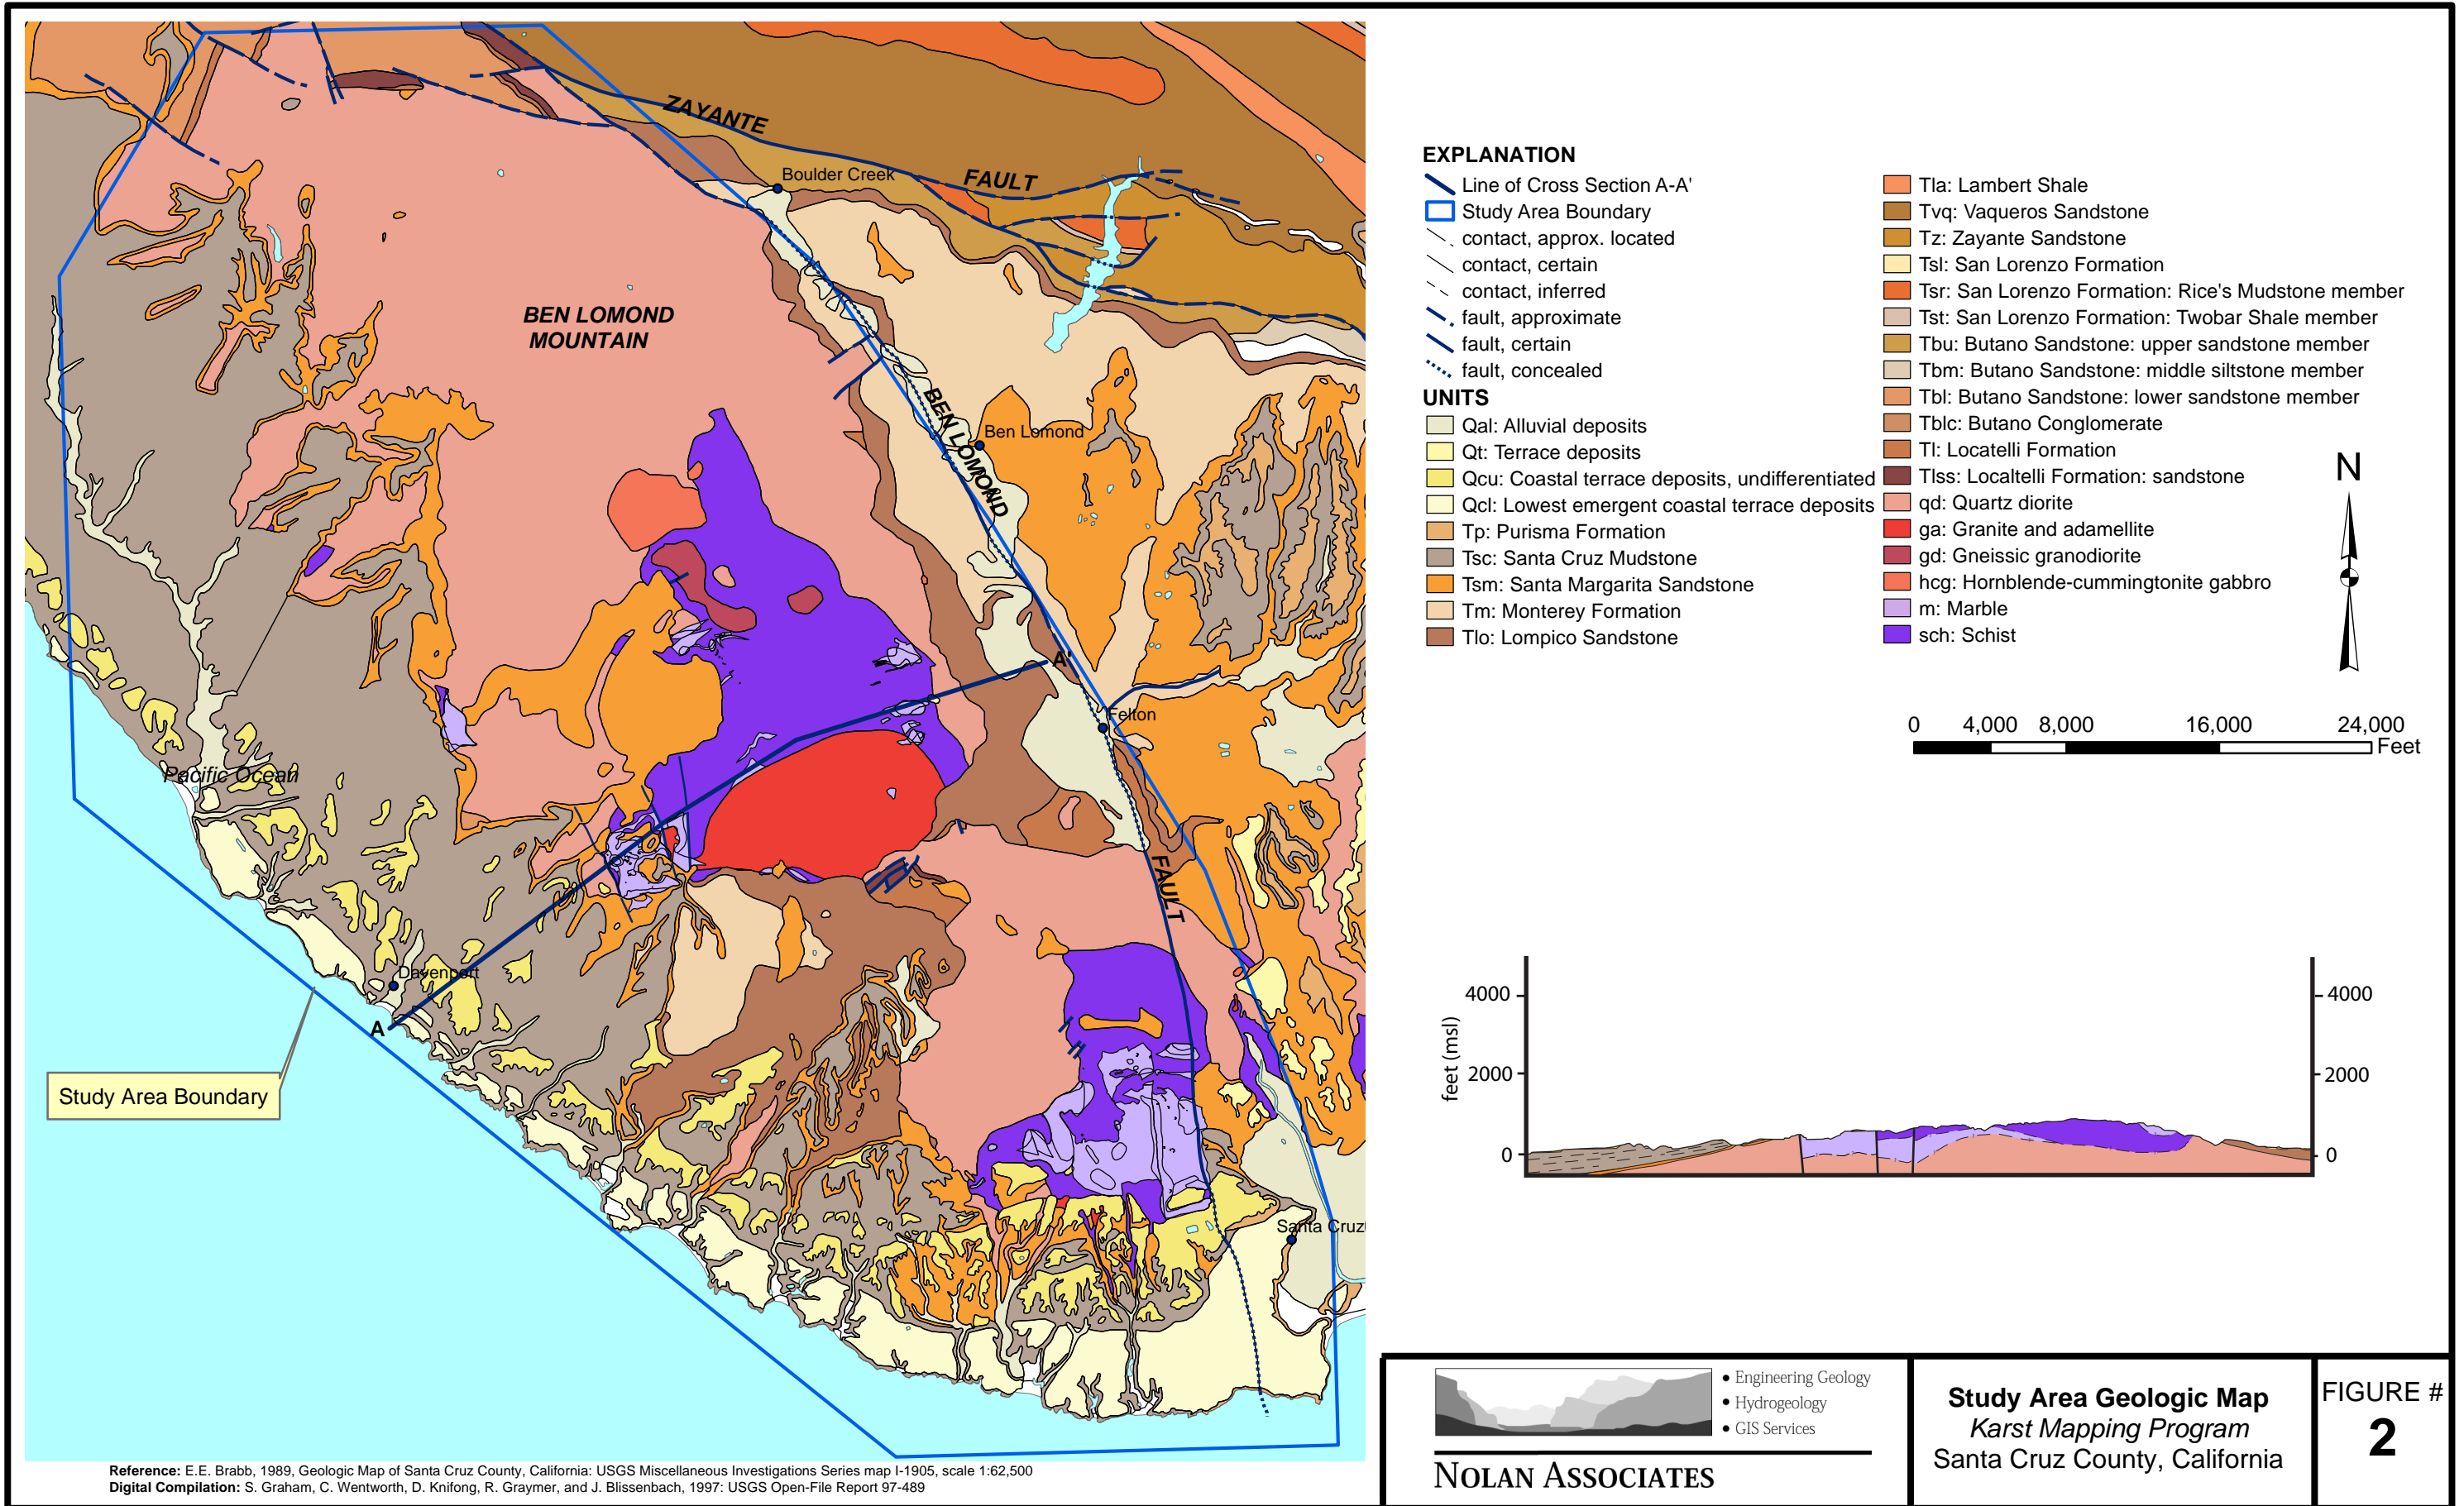 ZAYANTE
FAULT
Boulder Creek
BEN LOMOND
MOUNTAIN
BEN LOMOND
Ben Lomond
A'
Felton
FAULT
Pacific Ocean
Davenport
A
Study Area Boundary
Santa Cruz
EXPLANATION
Line of Cross Section A-A'
Study Area Boundary
contact, approx. located
contact, certain
contact, inferred
fault, approximate
fault, certain
fault, concealed
UNITS
Qal: Alluvial deposits
Qt: Terrace deposits
Qcu: Coastal terrace deposits, undifferentiated
Qcl: Lowest emergent coastal terrace deposits
Tp: Purisma Formation
Tsc: Santa Cruz Mudstone
Tsm: Santa Margarita Sandstone
Tm: Monterey Formation
Tlo: Lompico Sandstone
Tla: Lambert Shale
Tvq: Vaqueros Sandstone
Tz: Zayante Sandstone
Tsl: San Lorenzo Formation
Tsr: San Lorenzo Formation: Rice's Mudstone member
Tst: San Lorenzo Formation: Twobar Shale member
Tbu: Butano Sandstone: upper sandstone member
Tbm: Butano Sandstone: middle siltstone member
Tbl: Butano Sandstone: lower sandstone member
Tblc: Butano Conglomerate
Tl: Locatelli Formation
Tlss: Localtelli Formation: sandstone
qd: Quartz diorite
ga: Granite and adamellite
gd: Gneissic granodiorite
hcg: Hornblende-cummingtonite gabbro
m: Marble
sch: Schist
N
0 4,000 8,000 16,000 24,000
Feet
feet (msl)
4000 4000
2000 2000
0 0
Reference: E.E. Brabb, 1989, Geologic Map of Santa Cruz County, California: USGS Miscellaneous Investigations Series map I-1905, scale 1:62,500
Digital Compilation: S. Graham, C. Wentworth, D. Knifong, R. Graymer, and J. Blissenbach, 1997: USGS Open-File Report 97-489
• Engineering Geology
• Hydrogeology
• GIS Services
NOLAN ASSOCIATES
Study Area Geologic Map
Karst Mapping Program
Santa Cruz County, California
FIGURE #
2